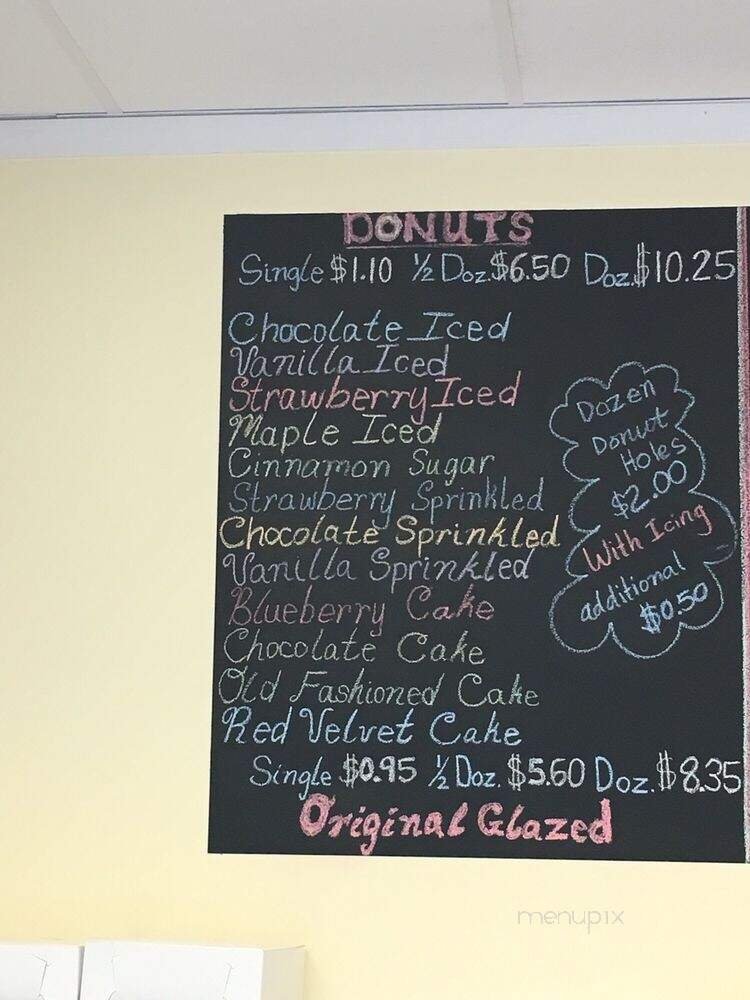 DONUTS
Single $1.10 ½ Doz. $6.50 Doz. $10.25
Chocolate Iced
Vanilla Iced
Strawberry Iced
Maple Iced
Cinnamon Sugar
Strawberry Sprinkled
Chocolate Sprinkled
Vanilla Sprinkled
Blueberry Cake
Chocolate Cake
Old Fashioned Cake
Red Velvet Cake
Single $0.95 ½ Doz. $5.60 Doz. $8.35
Original Glazed
Dozen
Donut
Holes
$2.00
With Icing
additional
$0.50
menupix